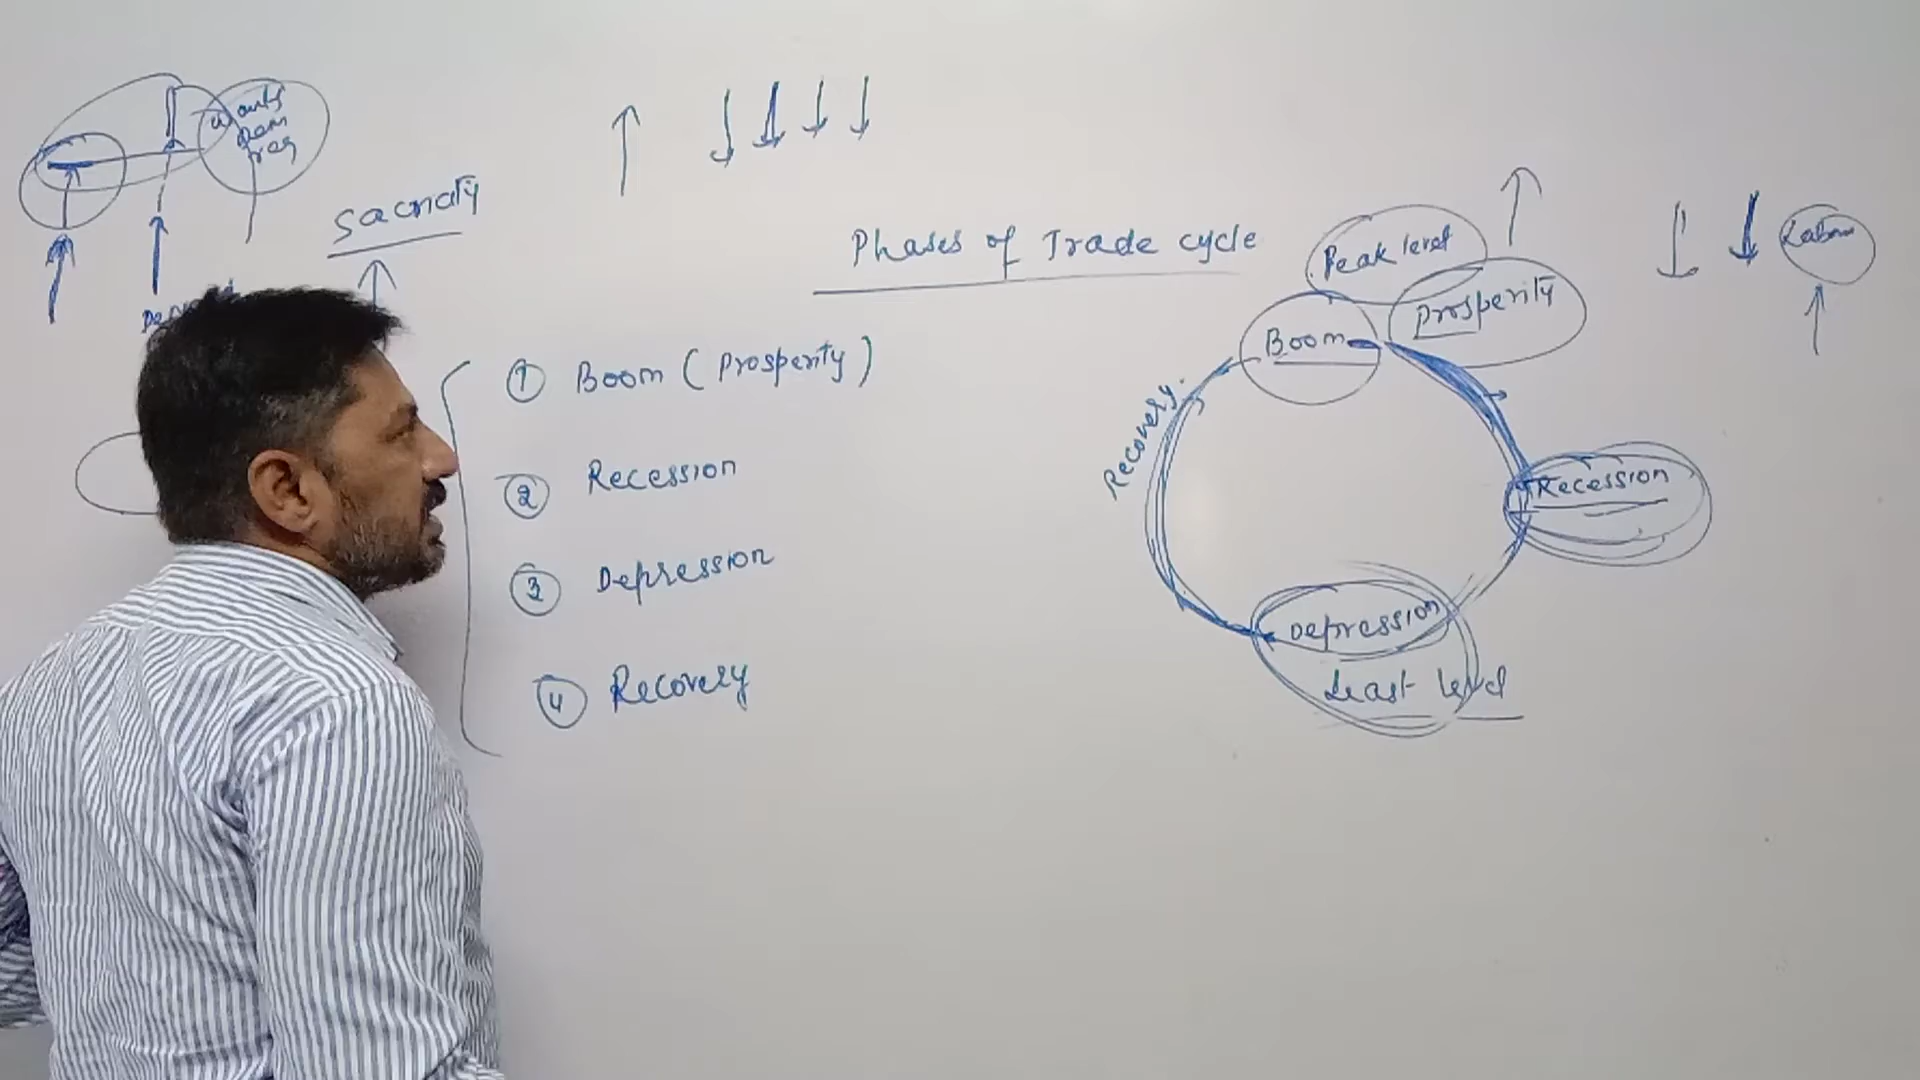 Sacraty
Phases of Trade cycle
① Boom (prosperity)
② Recession
③ Depression
④ Recovery
Peak level
prosperity
Boom
Recovery
Recession
Depression
Least level